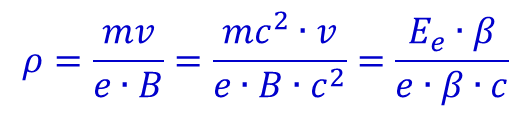 ρ = mv / e · B = mc² · v / e · B · c² = Eₑ · β / e · β · c